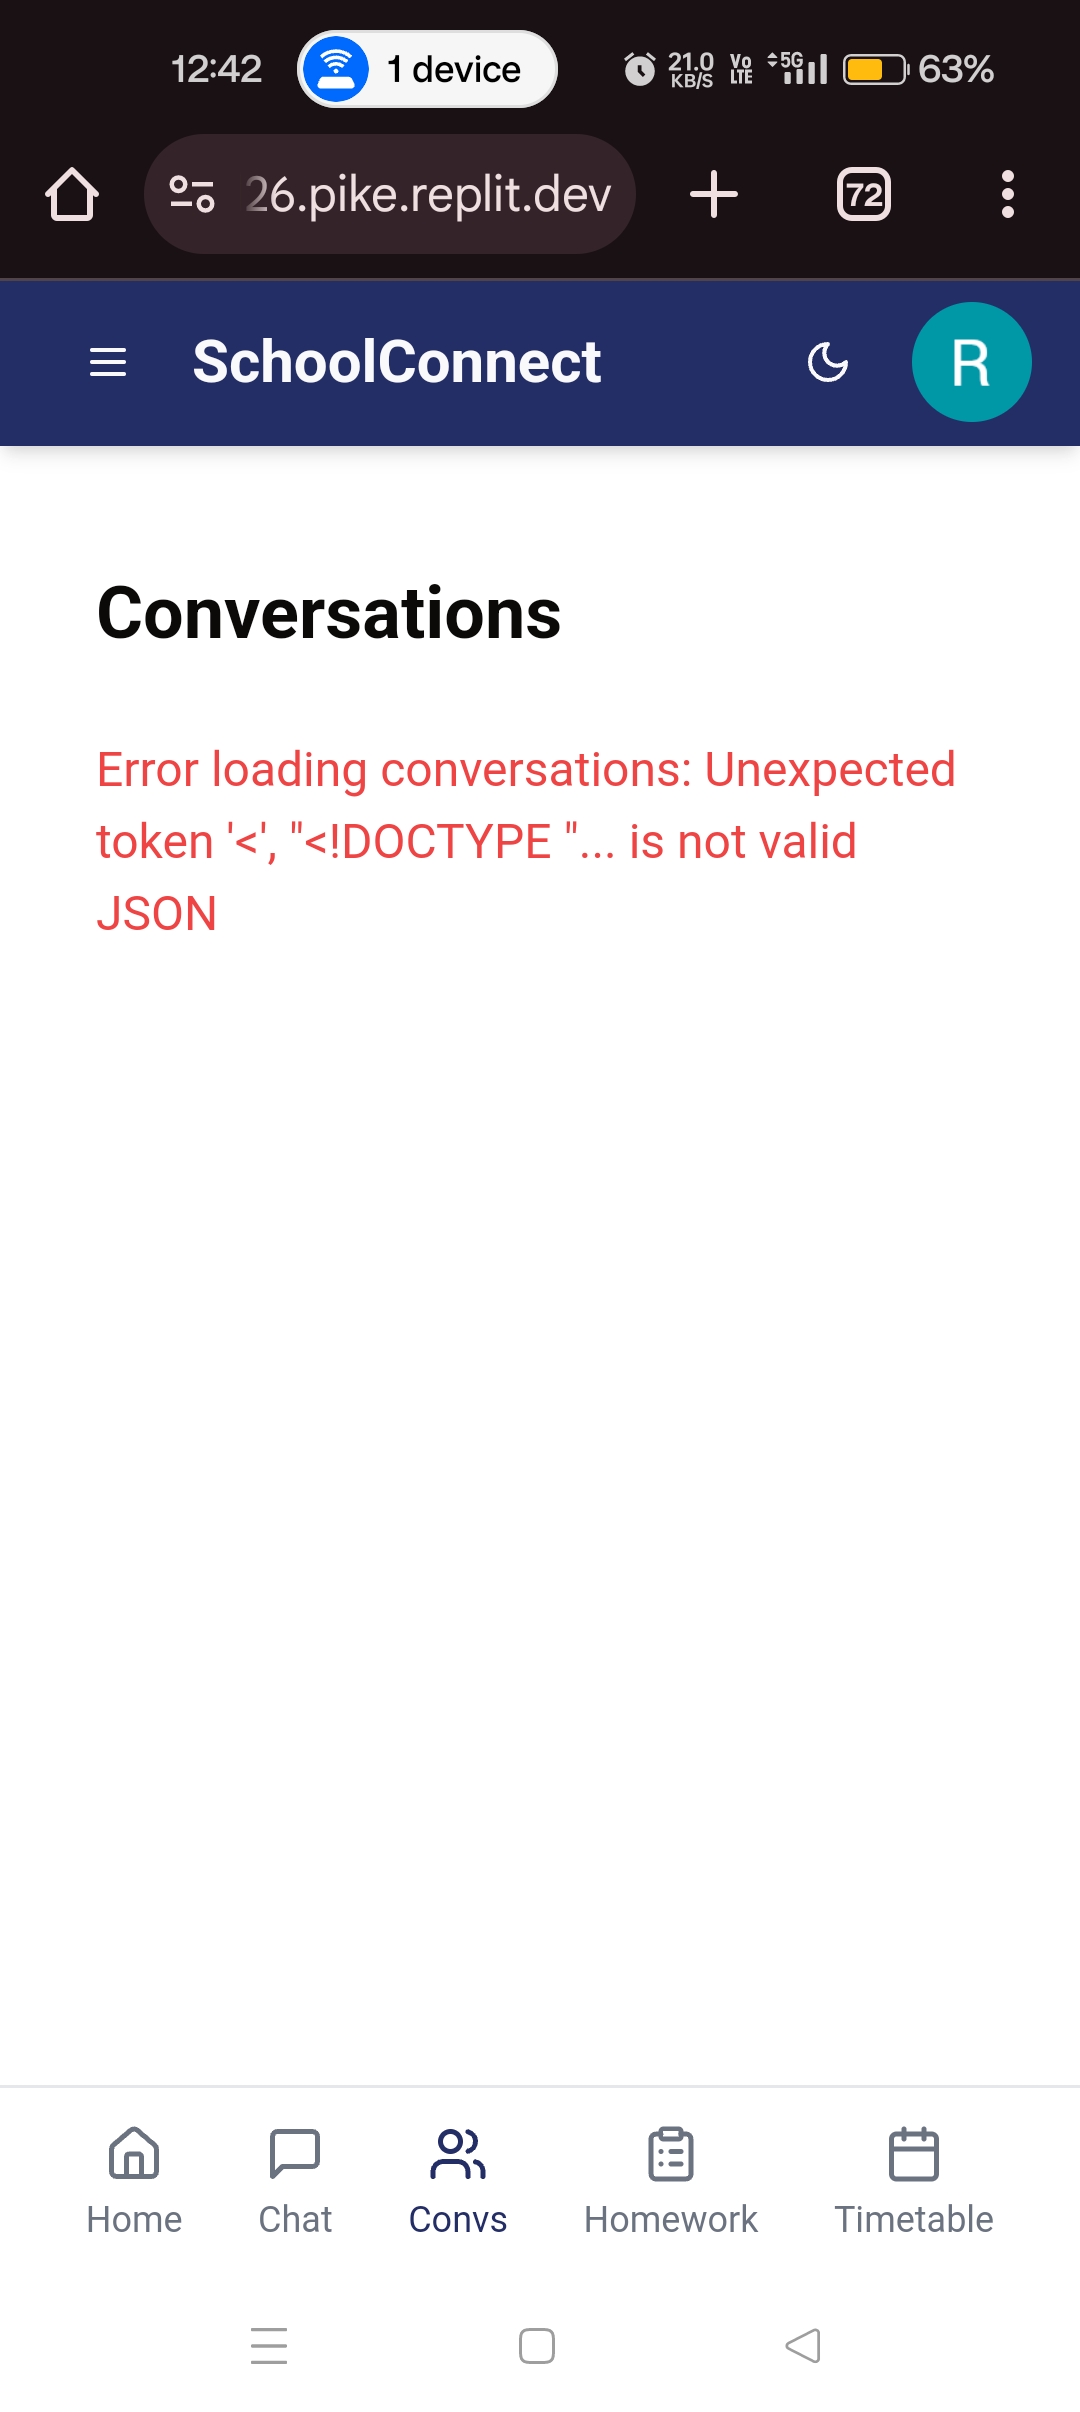 12:42
1 device
21.0 KB/S
Vo LTE
5G
63%
26.pike.replit.dev
72
SchoolConnect
R
Conversations
Error loading conversations: Unexpected
token '<', "<!DOCTYPE "... is not valid
JSON
Home
Chat
Convs
Homework
Timetable